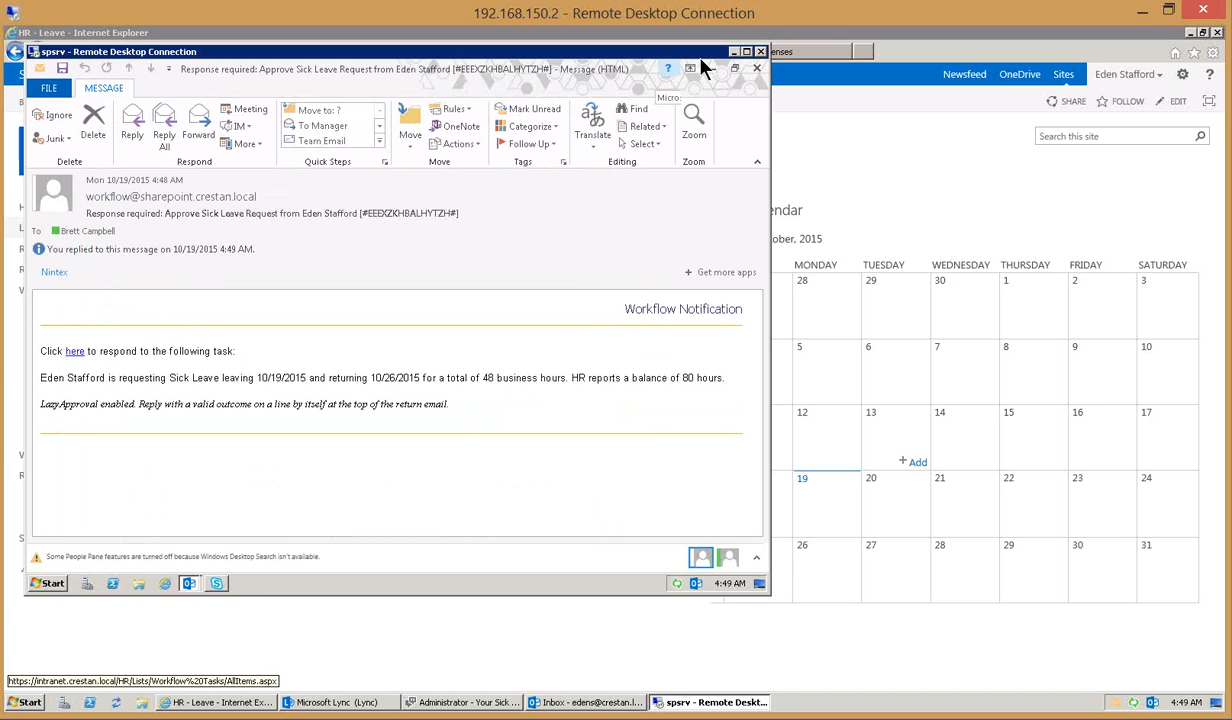 192.168.150.2 - Remote Desktop Connection
HR - Leave - Internet Explorer
spsrv - Remote Desktop Connection
enses
Response required: Approve Sick Leave Request from Eden Stafford [#EEEXZKHBALHYTZH#] - Message (HTML)
Newsfeed OneDrive Sites Eden Stafford
FILE MESSAGE
Micro:
SHARE FOLLOW EDIT
Ignore
Junk
Delete
Reply
Reply All
Forward
Meeting
IM
More
Move to: ?
To Manager
Team Email
Move
Rules
OneNote
Actions
Mark Unread
Categorize
Follow Up
Translate
Find
Related
Select
Zoom
Search this site
Delete Respond Quick Steps Move Tags Editing Zoom
Mon 10/19/2015 4:48 AM
workflow@sharepoint.crestan.local
Response required: Approve Sick Leave Request from Eden Stafford [#EEEXZKHBALHYTZH#]
To Brett Campbell
You replied to this message on 10/19/2015 4:49 AM.
Nintex + Get more apps
Workflow Notification
Click here to respond to the following task:
Eden Stafford is requesting Sick Leave leaving 10/19/2015 and returning 10/26/2015 for a total of 48 business hours. HR reports a balance of 80 hours.
LazyApproval enabled. Reply with a valid outcome on a line by itself at the top of the return email.
Some People Pane features are turned off because Windows Desktop Search isn't available.
Start 4:49 AM
endar
ober, 2015
MONDAY TUESDAY WEDNESDAY THURSDAY FRIDAY SATURDAY
28 29 30 1 2 3
5 6 7 8 9 10
12 13 14 15 16 17
+ Add
19 20 21 22 23 24
26 27 28 29 30 31
https://intranet.crestan.local/HR/Lists/Workflow%20Tasks/AllItems.aspx
Start HR - Leave - Internet Ex... Microsoft Lync (Lync) Administrator - Your Sick ... Inbox - edens@crestan.l... spsrv - Remote Deskt... 4:49 AM